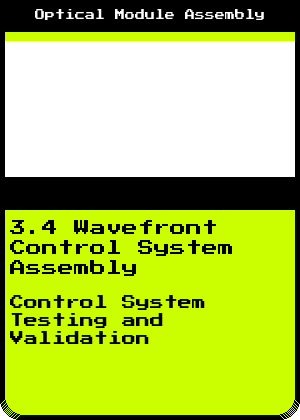 Optical Module Assembly
3.4 Wavefront
Control System
Assembly
Control System
Testing and
Validation